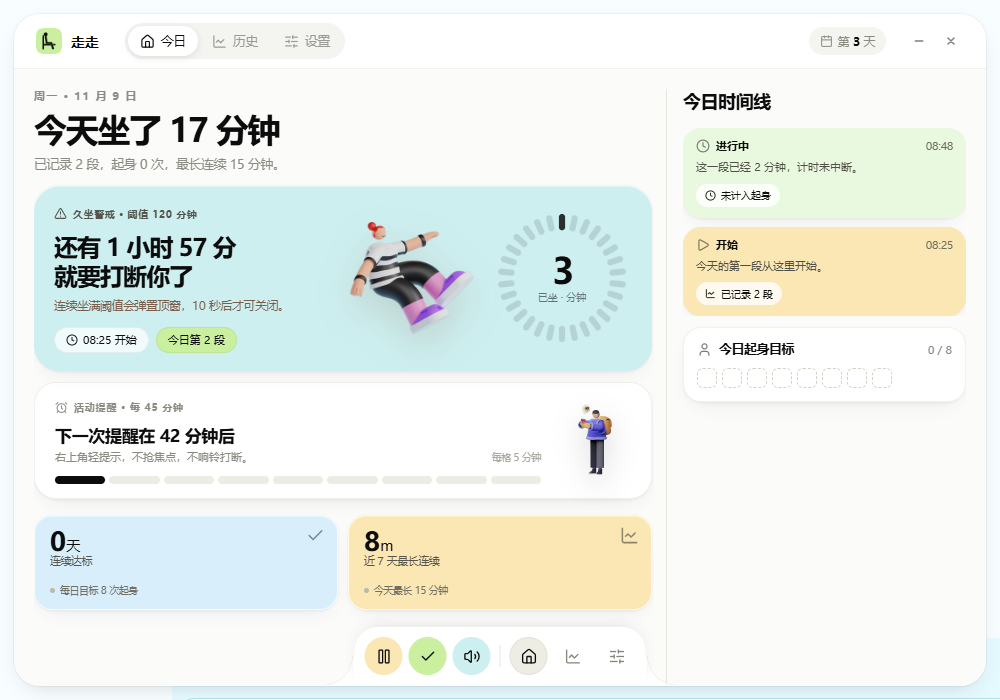 走走
今日
历史
设置
第 3 天
周一 • 11 月 9 日
今天坐了 17 分钟
已记录 2 段，起身 0 次，最长连续 15 分钟。
久坐警戒 • 阈值 120 分钟
还有 1 小时 57 分
就要打断你了
连续坐满阈值会弹置顶窗，10 秒后才可关闭。
08:25 开始
今日第 2 段
3
已坐 · 分钟
活动提醒 • 每 45 分钟
下一次提醒在 42 分钟后
右上角轻提示，不抢焦点，不响铃打断。
每格 5 分钟
0天
连续达标
每日目标 8 次起身
8m
近 7 天最长连续
今天最长 15 分钟
今日时间线
进行中
08:48
这一段已经 2 分钟，计时未中断。
未计入起身
开始
08:25
今天的第一段从这里开始。
已记录 2 段
今日起身目标
0 / 8